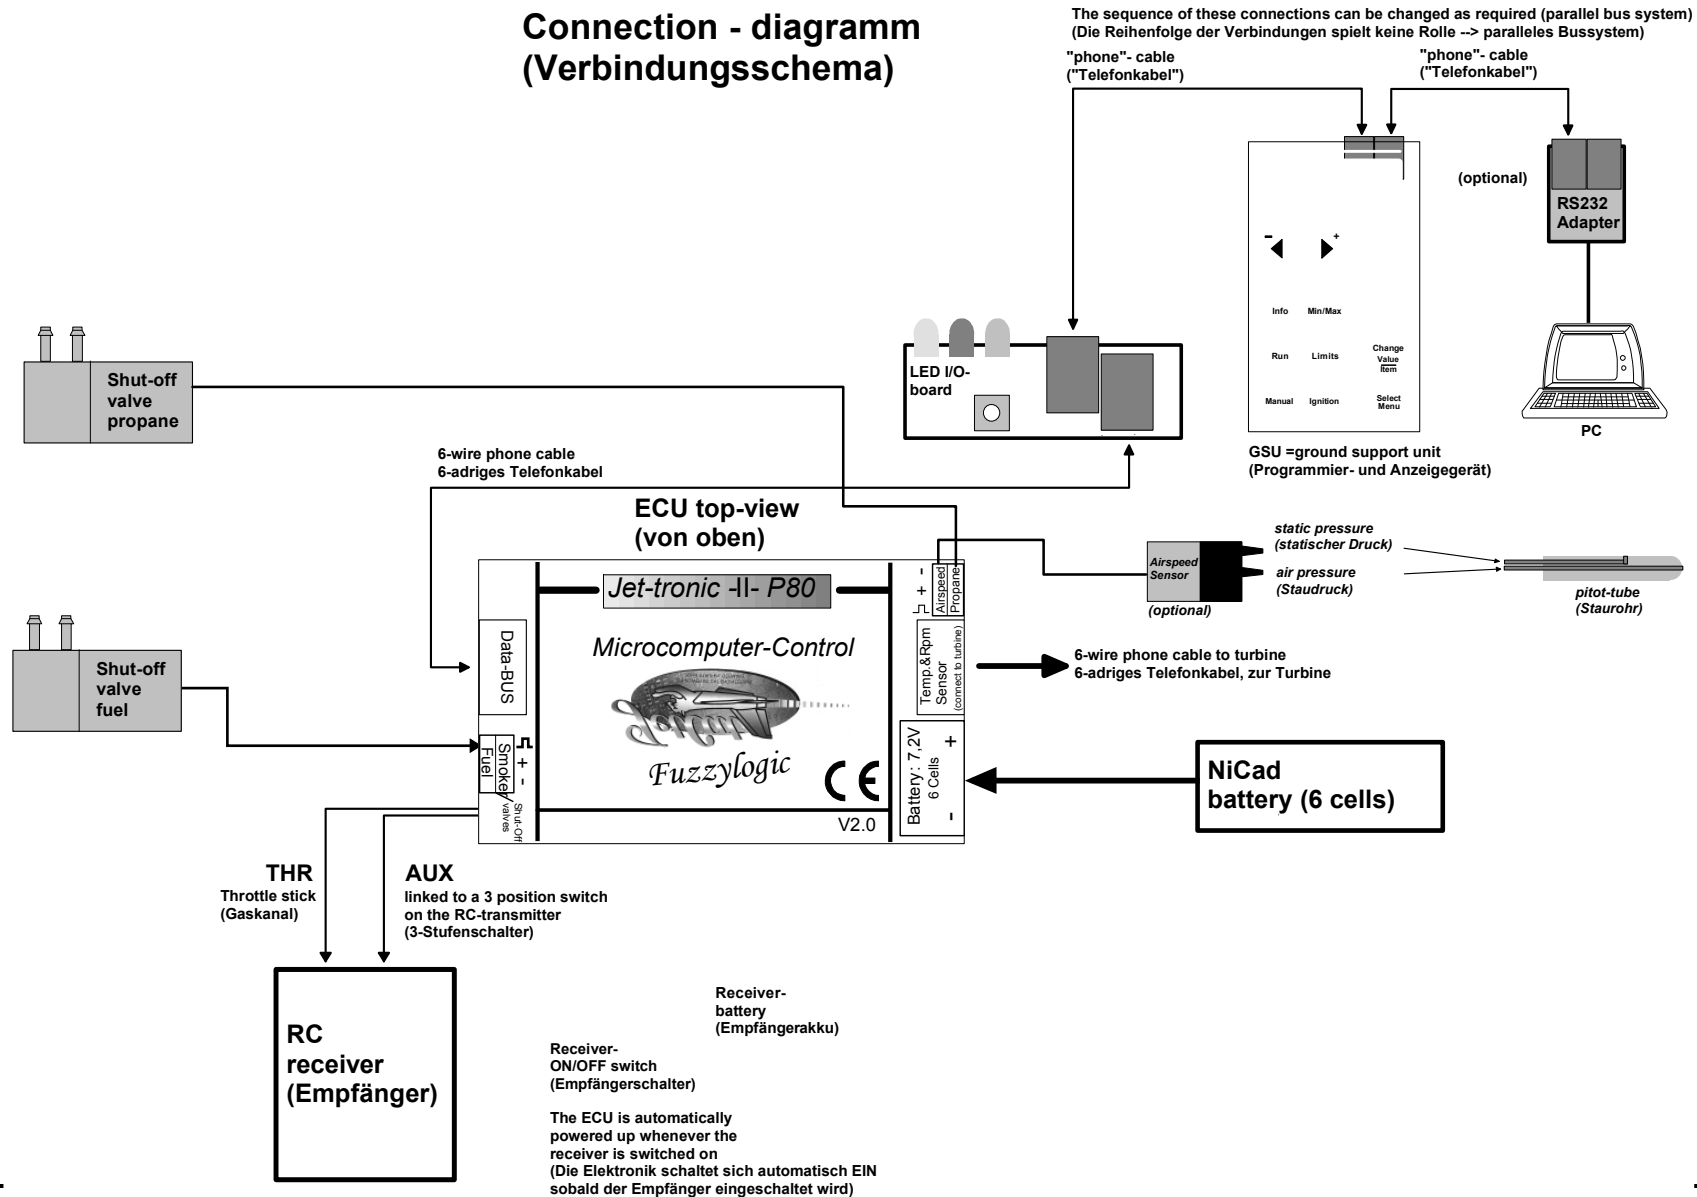 Connection - diagramm
(Verbindungsschema)
The sequence of these connections can be changed as required (parallel bus system)
(Die Reihenfolge der Verbindungen spielt keine Rolle --> paralleles Bussystem)
"phone"- cable
("Telefonkabel")
"phone"- cable
("Telefonkabel")
(optional)
RS232
Adapter
PC
- +
Info Min/Max
Run Limits
Change
Value
Item
Manual Ignition
Select
Menu
GSU =ground support unit
(Programmier- und Anzeigegerät)
LED I/O-
board
Shut-off
valve
propane
6-wire phone cable
6-adriges Telefonkabel
ECU top-view
(von oben)
static pressure
(statischer Druck)
air pressure
(Staudruck)
Airspeed
Sensor
(optional)
pitot-tube
(Staurohr)
Shut-off
valve
fuel
Jet-tronic -II- P80
Microcomputer-Control
Fuzzylogic
CE
V2.0
Data-BUS
Fuel
Smoker/
+ -
Shut-Off
valves
+ -
Airspeed
Propane
Temp.&Rpm
Sensor
(connect to turbine)
Battery: 7,2V
6 Cells
- +
6-wire phone cable to turbine
6-adriges Telefonkabel, zur Turbine
NiCad
battery (6 cells)
THR
Throttle stick
(Gaskanal)
AUX
linked to a 3 position switch
on the RC-transmitter
(3-Stufenschalter)
RC
receiver
(Empfänger)
Receiver-
battery
(Empfängerakku)
Receiver-
ON/OFF switch
(Empfängerschalter)
The ECU is automatically
powered up whenever the
receiver is switched on
(Die Elektronik schaltet sich automatisch EIN
sobald der Empfänger eingeschaltet wird)